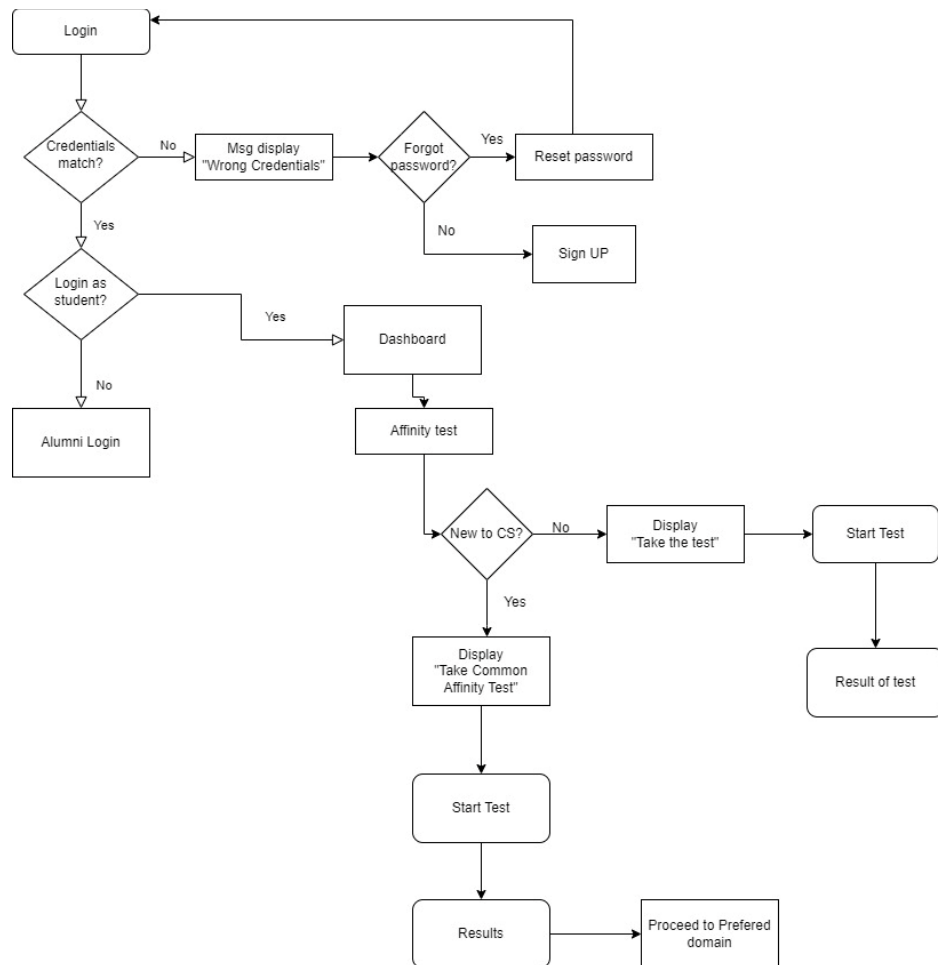 Login
Credentials
match?
No
Msg display
"Wrong Credentials"
Forgot
password?
Yes
Reset password
Yes
No
Sign UP
Login as
student?
Yes
Dashboard
No
Alumni Login
Affinity test
New to CS?
No
Display
"Take the test"
Start Test
Yes
Display
"Take Common
Affinity Test"
Result of test
Start Test
Results
Proceed to Prefered
domain